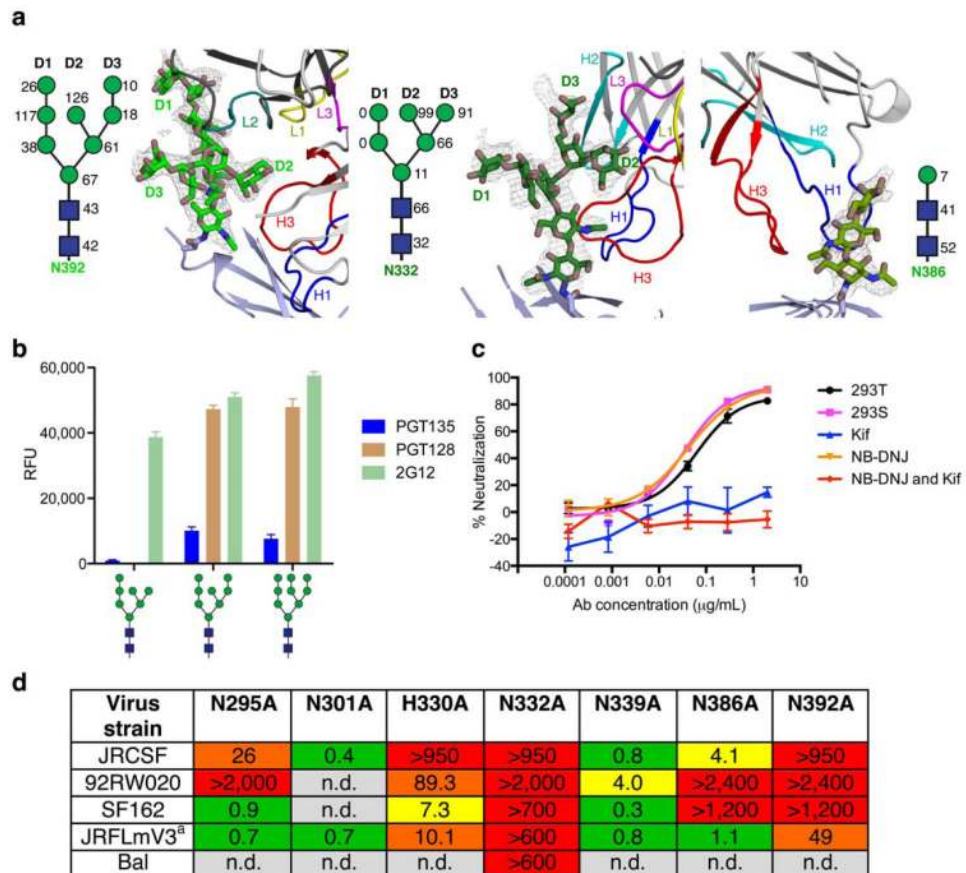 a
D1 D2 D3
26 126 10
117 18
38 61
67
43
42
N392
D1
L2
L1
L3
D3
D2
H3
H1
D1 D2 D3
0 99 91
0 66
11
66
32
N332
D3
H2
L3
L1
D2
D1
H1
H3
H2
H1
H3
7
41
52
N386
b
60,000
40,000
20,000
0
RFU
PGT135
PGT128
2G12
c
100
80
60
40
20
0
-20
-40
% Neutralization
0.0001 0.001 0.01 0.1 1 10
Ab concentration (µg/mL)
293T
293S
Kif
NB-DNJ
NB-DNJ and Kif
d
Virus strain N295A N301A H330A N332A N339A N386A N392A
JRCSF 26 0.4 >950 >950 0.8 4.1 >950
92RW020 >2,000 n.d. 89.3 >2,000 4.0 >2,400 >2,400
SF162 0.9 n.d. 7.3 >700 0.3 >1,200 >1,200
JRFLmV3ª 0.7 0.7 10.1 >600 0.8 1.1 49
Bal n.d. n.d. n.d. >600 n.d. n.d. n.d.